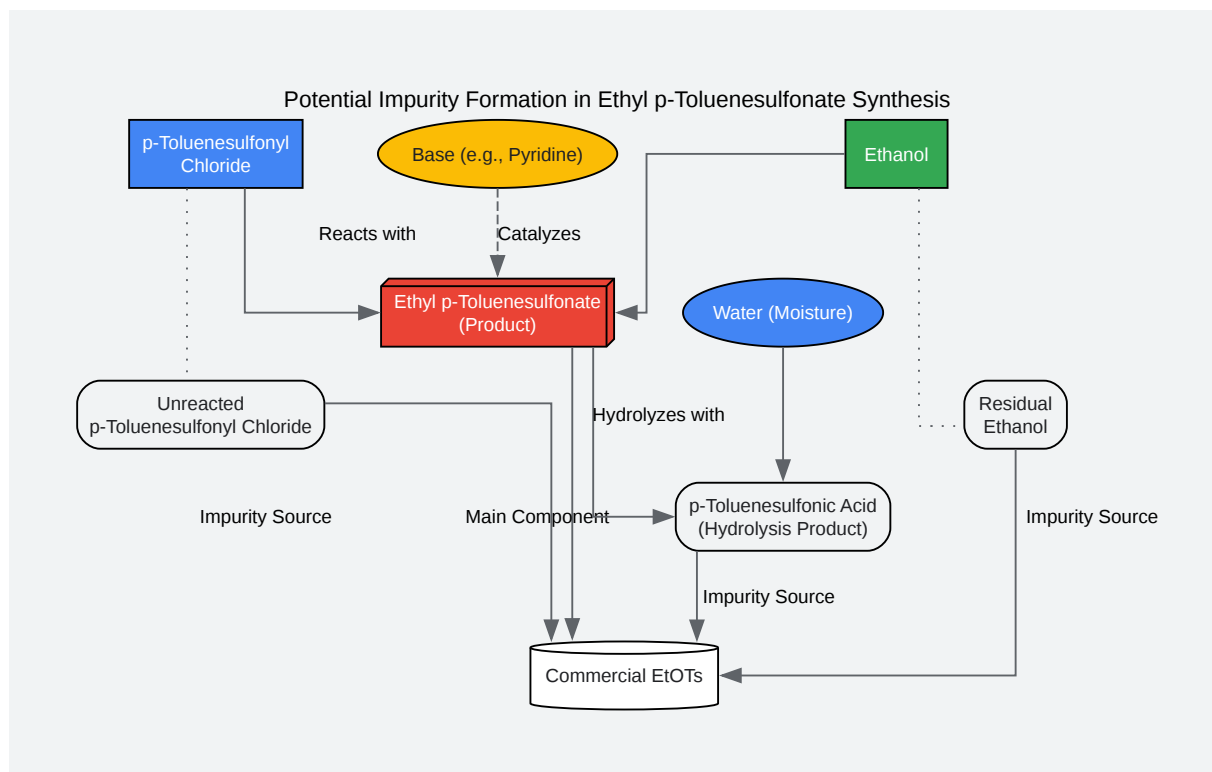 Potential Impurity Formation in Ethyl p-Toluenesulfonate Synthesis
p-Toluenesulfonyl
Chloride
Base (e.g., Pyridine)
Ethanol
Reacts with
Catalyzes
Ethyl p-Toluenesulfonate
(Product)
Water (Moisture)
Unreacted
p-Toluenesulfonyl Chloride
Hydrolyzes with
Residual
Ethanol
Impurity Source
Main Component
p-Toluenesulfonic Acid
(Hydrolysis Product)
Impurity Source
Impurity Source
Commercial EtOTs